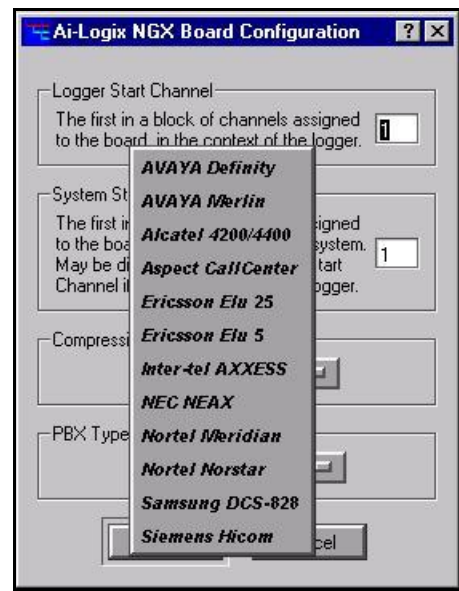 Ai-Logix NGX Board Configuration
Logger Start Channel
The first in a block of channels assigned
to the board, in the context of the logger.
1
AVAYA Definity
System St
AVAYA Merlin
The first in
igned
Alcatel 4200/4400
to the boa
ystem.
1
May be di
Aspect CallCenter
tart
Channel i
ogger.
Ericsson Elu 25
Compressi
Ericsson Elu 5
Inter-tel AXXESS
NEC NEAX
PBX Type
Nortel Meridian
Nortel Norstar
Samsung DCS-828
Siemens Hicom
cel